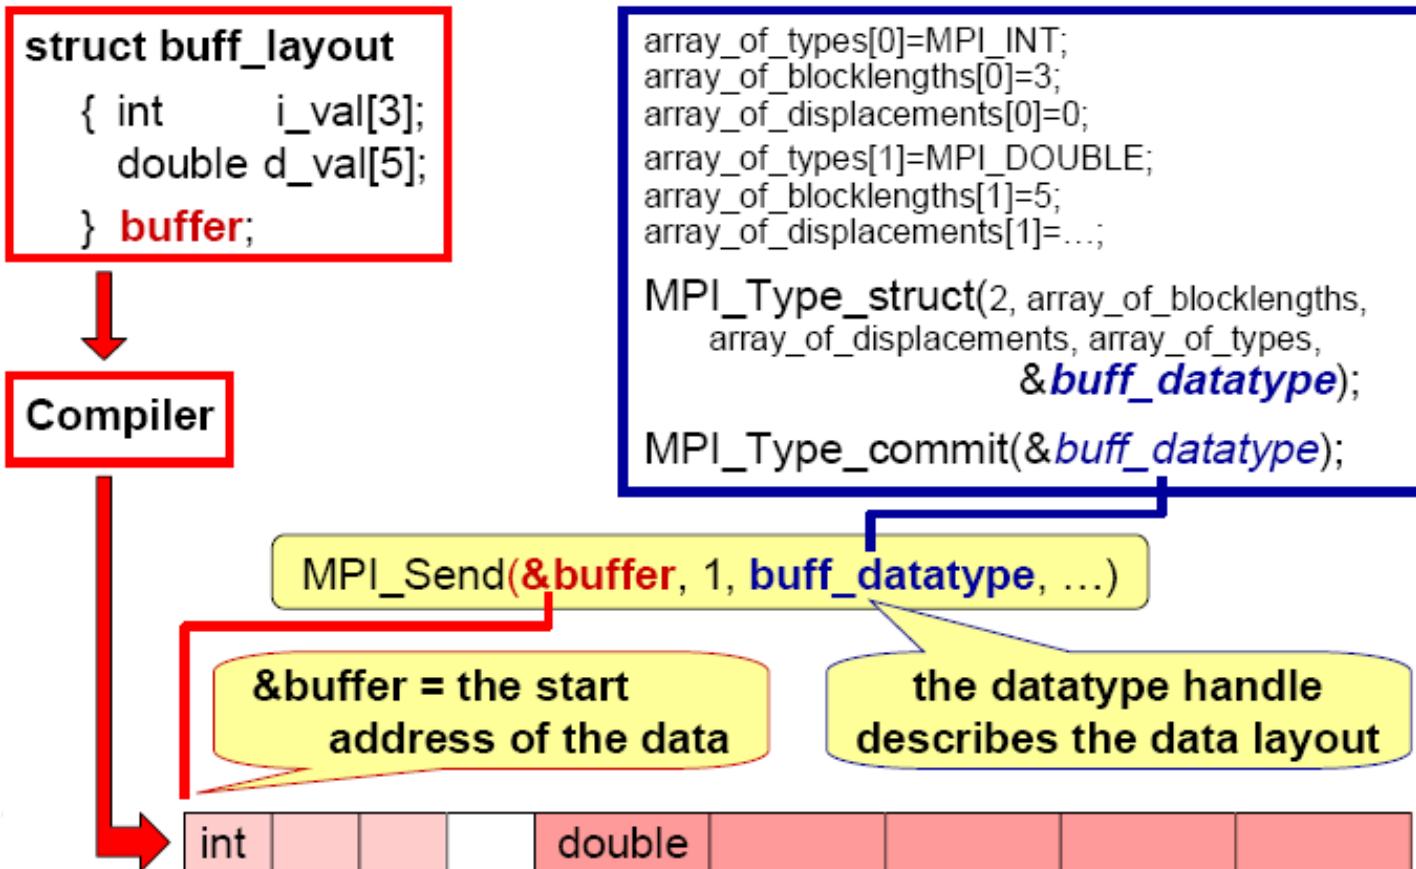 struct buff_layout
{ int i_val[3];
double d_val[5];
} buffer;
Compiler
array_of_types[0]=MPI_INT;
array_of_blocklengths[0]=3;
array_of_displacements[0]=0;
array_of_types[1]=MPI_DOUBLE;
array_of_blocklengths[1]=5;
array_of_displacements[1]=…;
MPI_Type_struct(2, array_of_blocklengths,
array_of_displacements, array_of_types,
&buff_datatype);
MPI_Type_commit(&buff_datatype);
MPI_Send(&buffer, 1, buff_datatype, …)
&buffer = the start
address of the data
the datatype handle
describes the data layout
int double